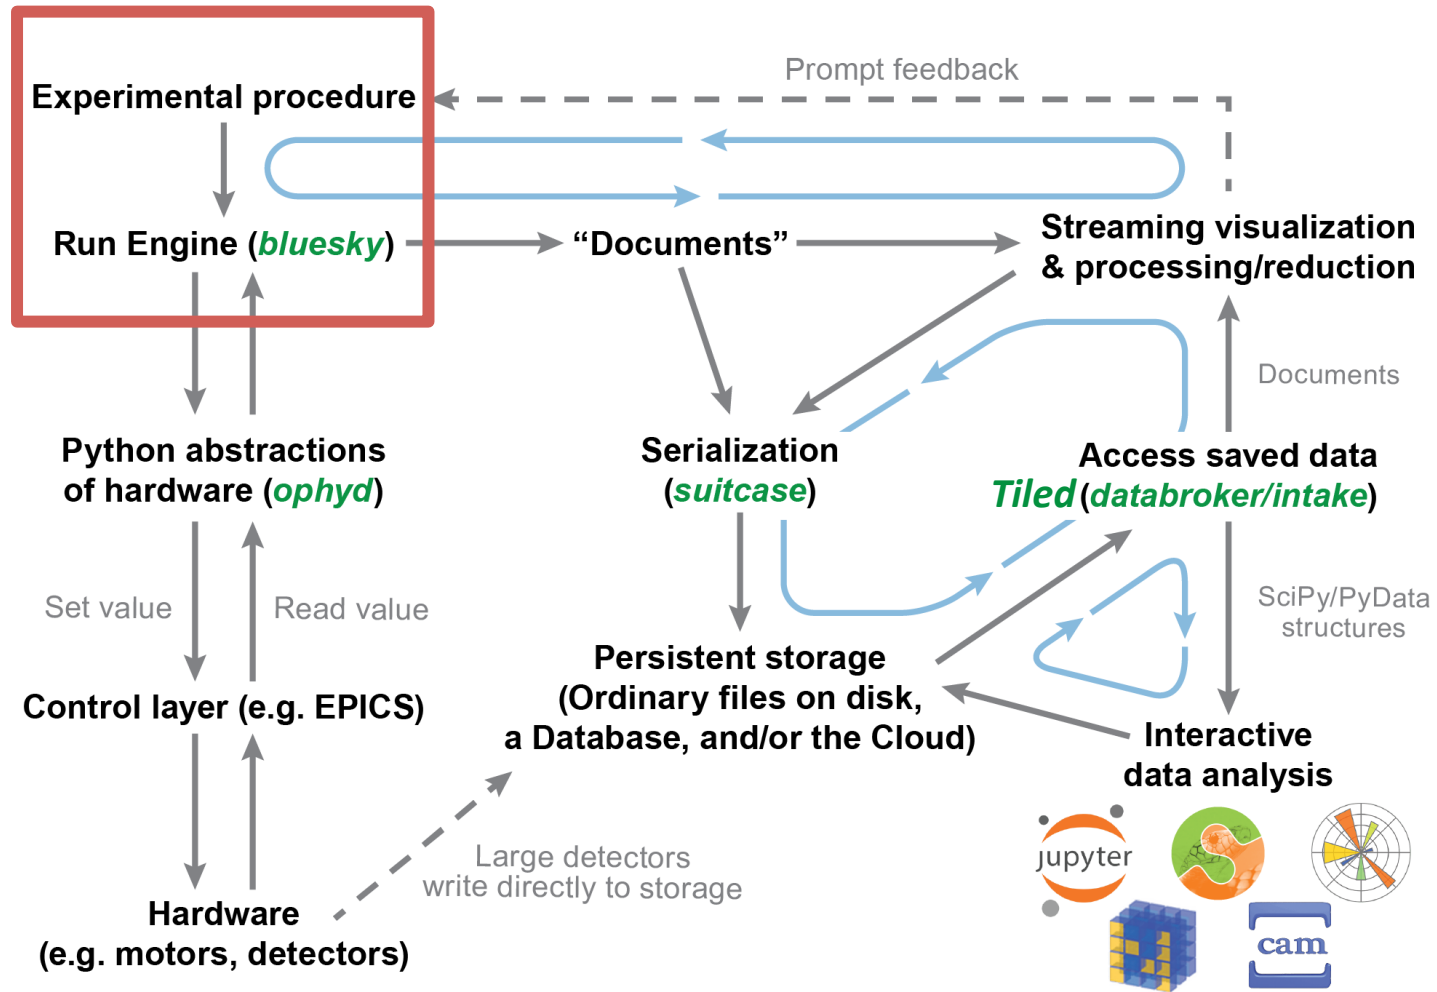 Prompt feedback
Experimental procedure
Run Engine (bluesky)
“Documents”
Streaming visualization
& processing/reduction
Documents
Python abstractions
of hardware (ophyd)
Serialization
(suitcase)
Access saved data
Tiled (databroker/intake)
Set value
Read value
SciPy/PyData
structures
Control layer (e.g. EPICS)
Persistent storage
(Ordinary files on disk,
a Database, and/or the Cloud)
Interactive
data analysis
Large detectors
write directly to storage
Hardware
(e.g. motors, detectors)
jupyter
cam